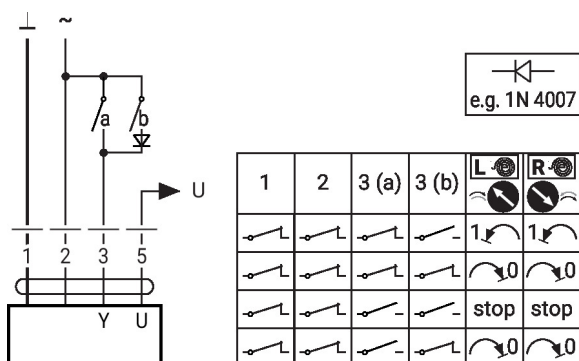 ⊥ ~
a b
U
1 2 3 5
Y U
e.g. 1N 4007
1 2 3 (a) 3 (b) L R
1 1
0 0
stop stop
0 0